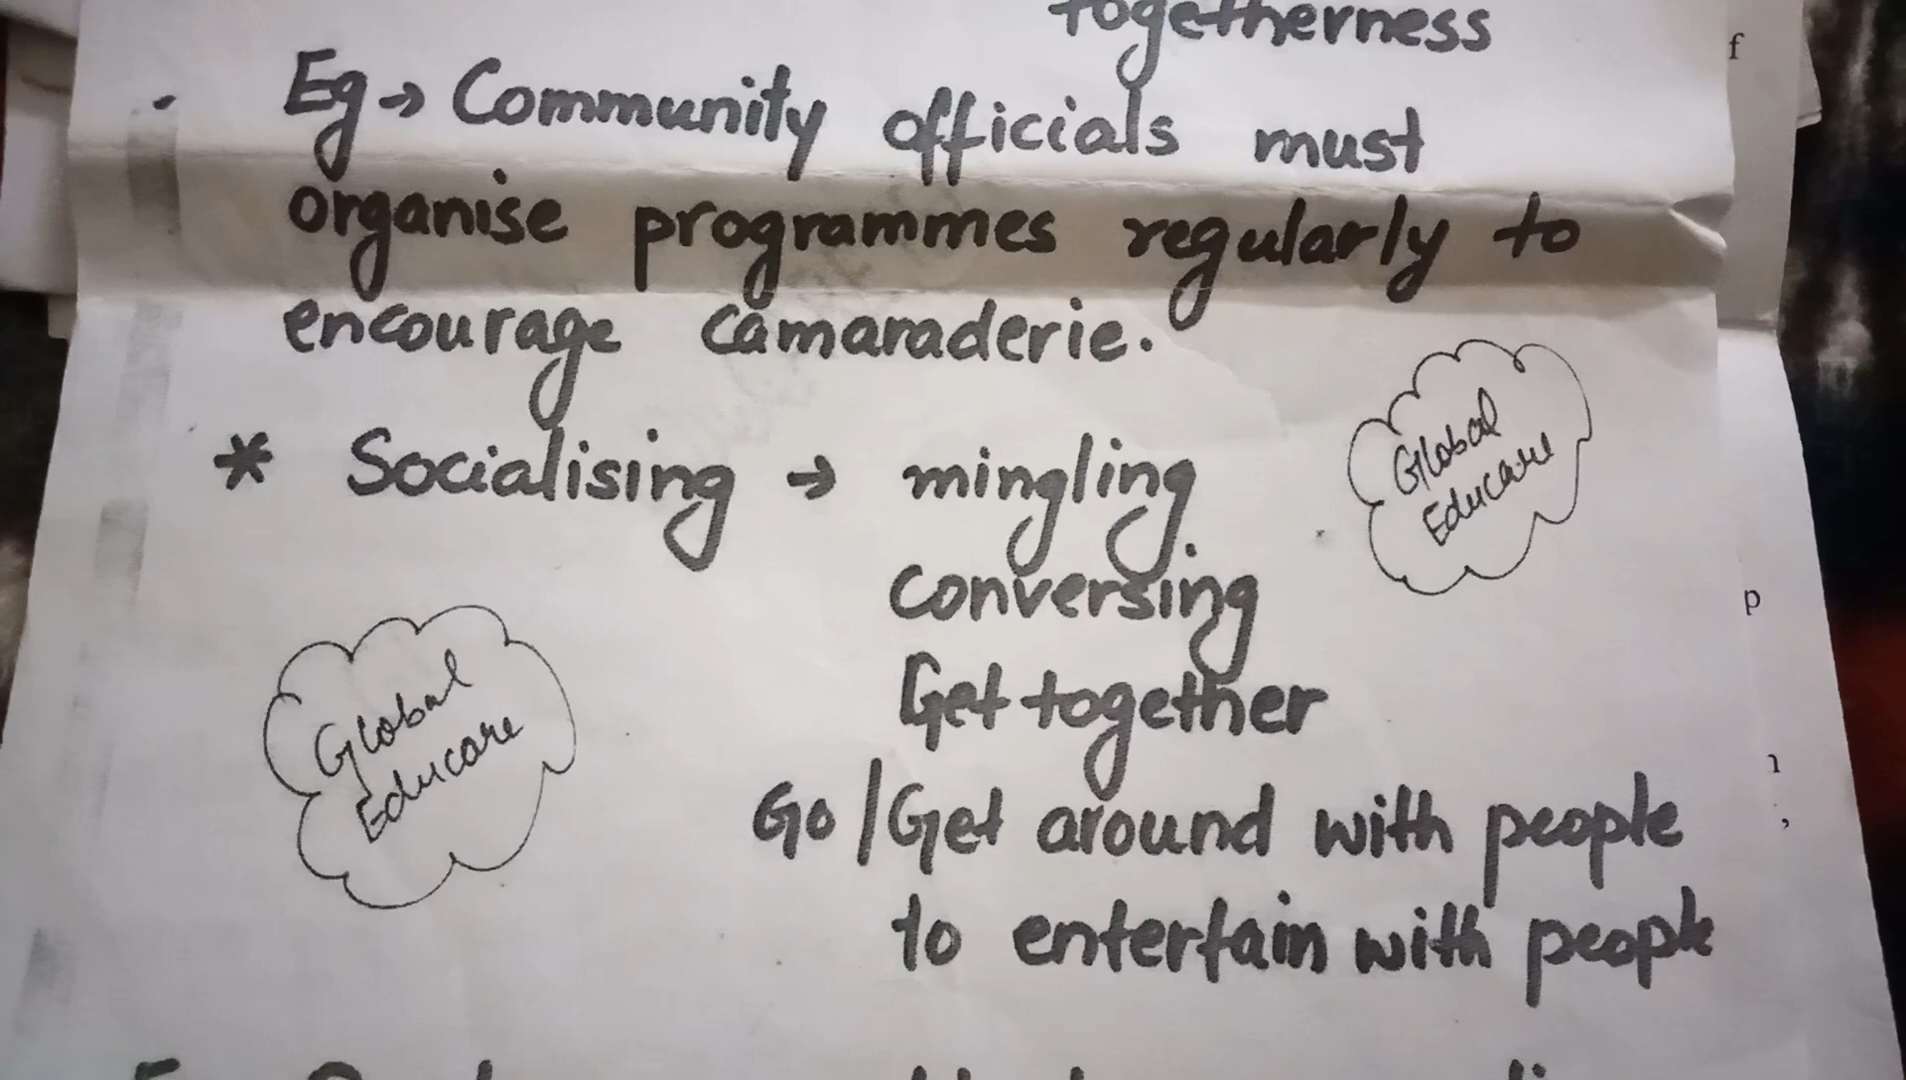 togetherness
Eg → Community officials must
organise programmes regularly to
encourage camaraderie.
* Socialising → mingling
conversing
Get together
Go / Get around with people
to entertain with people
Global
Educare
Global
Educare
f
p